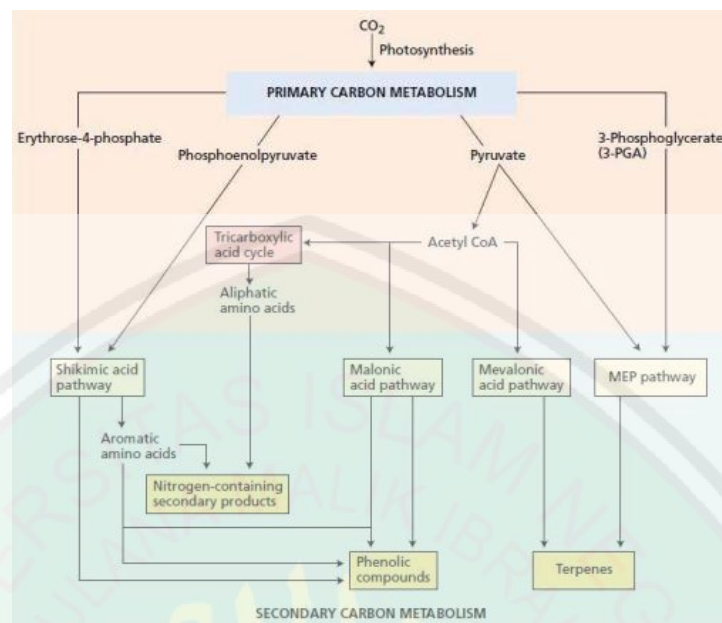 CO₂
Photosynthesis
PRIMARY CARBON METABOLISM
Erythrose-4-phosphate
Phosphoenolpyruvate
Pyruvate
3-Phosphoglycerate
(3-PGA)
Tricarboxylic
acid cycle
Acetyl CoA
Aliphatic
amino acids
Shikimic acid
pathway
Malonic
acid pathway
Mevalonic
acid pathway
MEP pathway
Aromatic
amino acids
Nitrogen-containing
secondary products
Phenolic
compounds
Terpenes
SECONDARY CARBON METABOLISM